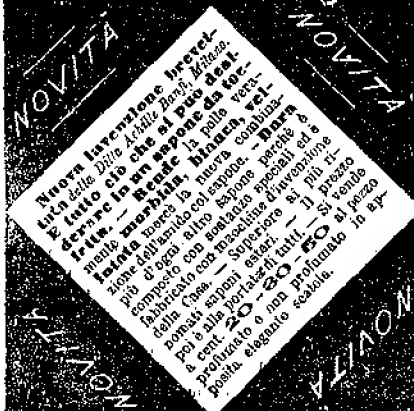 NOVITÀ
NOVITÀ
Nuova Invenzione brevet-
tata della Ditta Achille Banfi, Milano.
È tutto ciò che si può desi-
derare in un sapone da toe-
letta. — Rende la pelle vera-
mente morbida, bianca, vel-
lutata mercè la nuova combina-
zione dell'amido col sapone. — Dura
più d'ogni altro sapone perchè è
composto con sostanze speciali ed è
fabbricato con macchine d'invenzione
della Casa. — Superiore ai più ri-
nomati saponi esteri. — Il prezzo
poi è alla portata di tutti. — Si vende
a cent. 20-30-50 al pezzo
profumato e non profumato in ap-
posita elegante scatola.
NOVITÀ
NOVITÀ